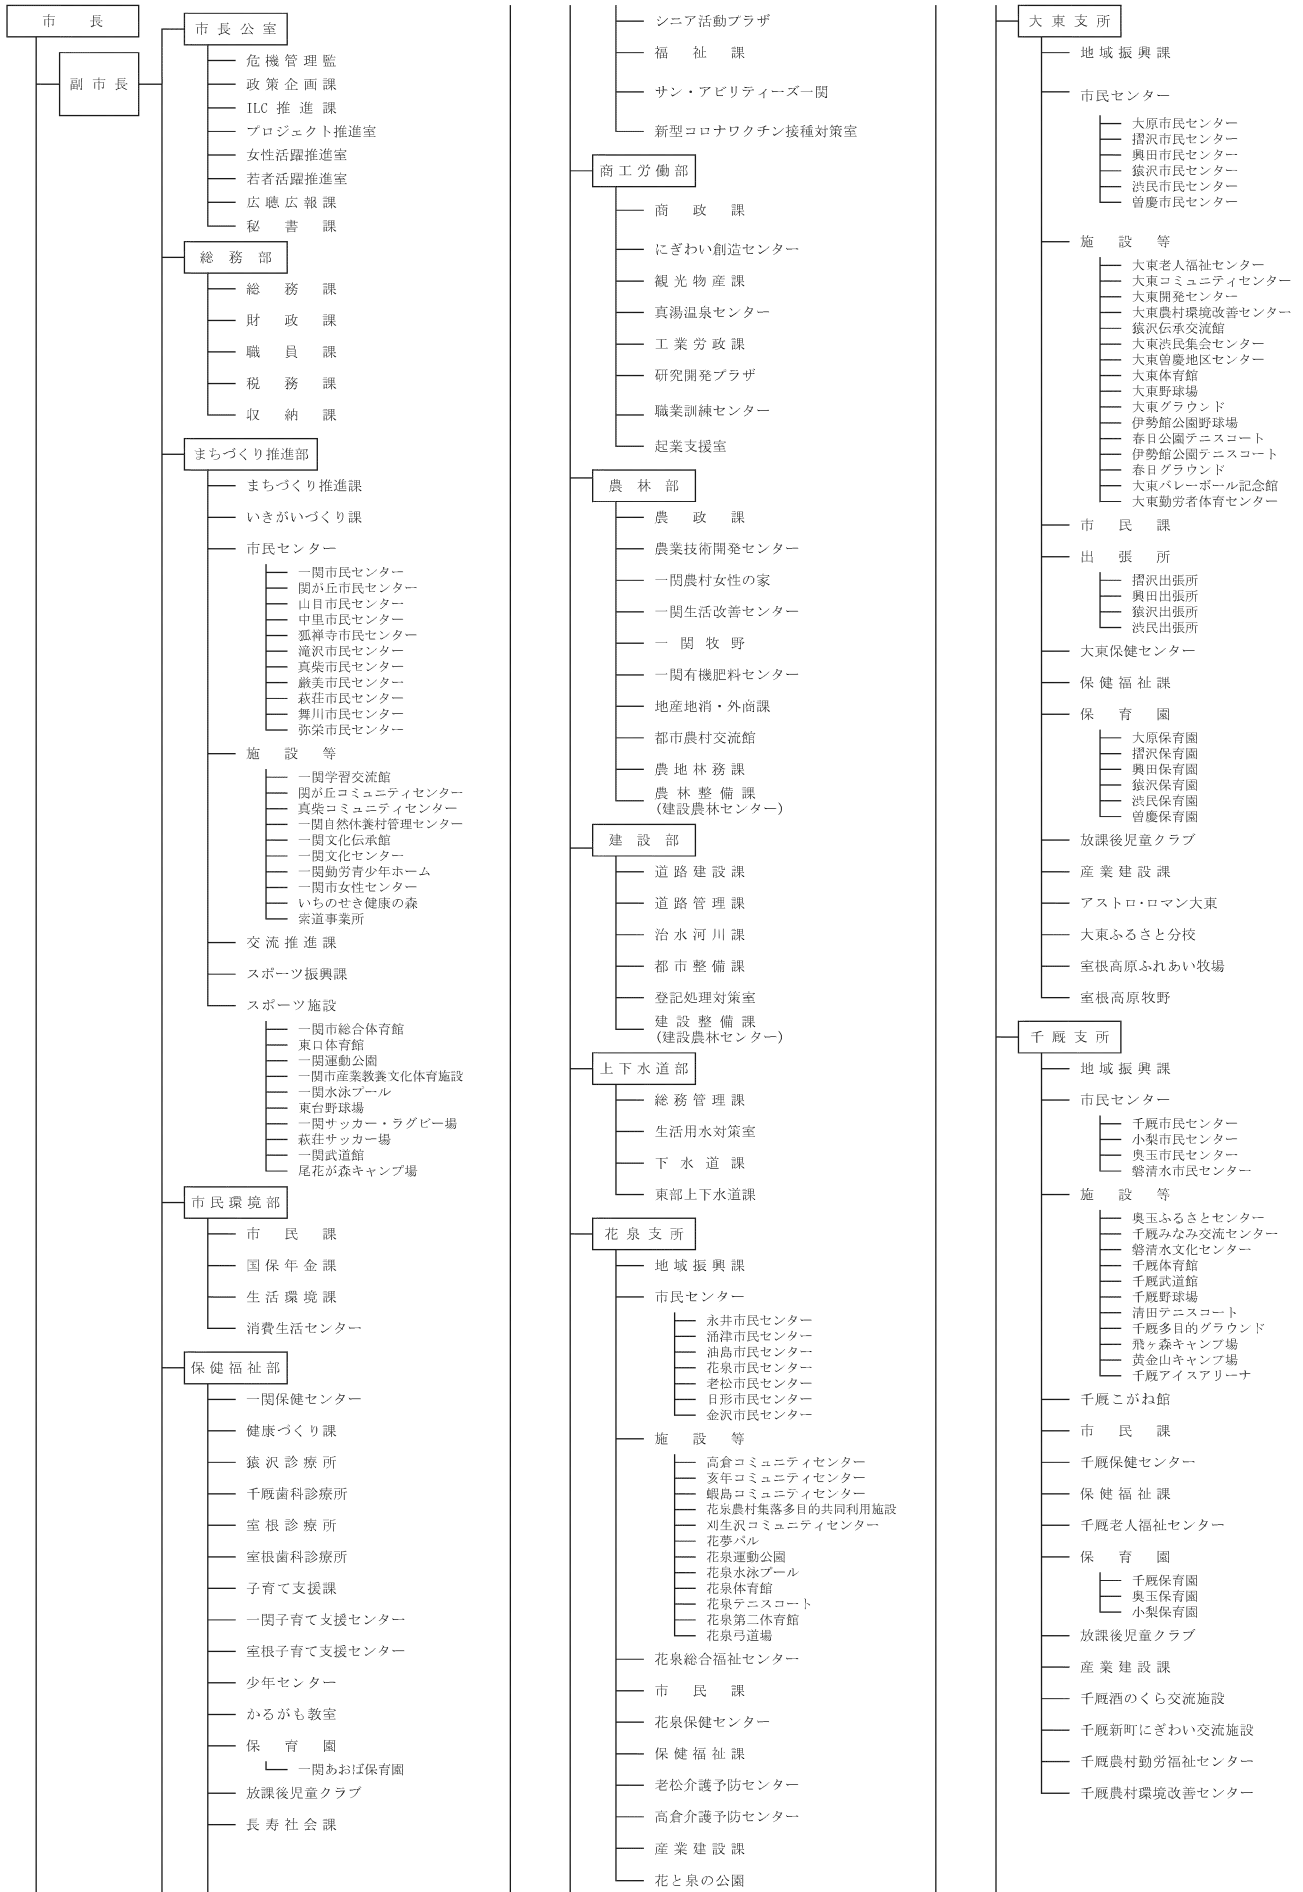 市長
副市長
市長公室
危機管理監
政策企画課
ILC推進課
プロジェクト推進室
女性活躍推進室
若者活躍推進室
広聴広報課
秘書課
総務部
総務課
財政課
職員課
税務課
収納課
まちづくり推進部
まちづくり推進課
いきがいづくり課
市民センター
一関市民センター
関が丘市民センター
山目市民センター
中里市民センター
狐禅寺市民センター
滝沢市民センター
真柴市民センター
厳美市民センター
萩荘市民センター
舞川市民センター
弥栄市民センター
施設等
一関学習交流館
関が丘コミュニティセンター
真柴コミュニティセンター
一関自然休養村管理センター
一関文化伝承館
一関文化センター
一関勤労青少年ホーム
一関市女性センター
いちのせき健康の森
索道事業所
交流推進課
スポーツ振興課
スポーツ施設
一関市総合体育館
東口体育館
一関運動公園
一関市産業教養文化体育施設
一関水泳プール
東台野球場
一関サッカー・ラグビー場
萩荘サッカー場
一関武道館
尾花が森キャンプ場
市民環境部
市民課
国保年金課
生活環境課
消費生活センター
保健福祉部
一関保健センター
健康づくり課
猿沢診療所
千厩歯科診療所
室根診療所
室根歯科診療所
子育て支援課
一関子育て支援センター
室根子育て支援センター
少年センター
かるがも教室
保育園
一関あおば保育園
放課後児童クラブ
長寿社会課
シニア活動プラザ
福祉課
サン・アビリティーズ一関
新型コロナワクチン接種対策室
商工労働部
商政課
にぎわい創造センター
観光物産課
真湯温泉センター
工業労政課
研究開発プラザ
職業訓練センター
起業支援室
農林部
農政課
農業技術開発センター
一関農村女性の家
一関生活改善センター
一関牧野
一関有機肥料センター
地産地消・外商課
都市農村交流館
農地林務課
農林整備課
(建設農林センター)
建設部
道路建設課
道路管理課
治水河川課
都市整備課
登記処理対策室
建設整備課
(建設農林センター)
上下水道部
総務管理課
生活用水対策室
下水道課
東部上下水道課
花泉支所
地域振興課
市民センター
永井市民センター
涌津市民センター
油島市民センター
花泉市民センター
老松市民センター
日形市民センター
金沢市民センター
施設等
高倉コミュニティセンター
亥年コミュニティセンター
蝦島コミュニティセンター
花泉農村集落多目的共同利用施設
刈生沢コミュニティセンター
花夢パル
花泉運動公園
花泉水泳プール
花泉体育館
花泉テニスコート
花泉第二体育館
花泉弓道場
花泉総合福祉センター
市民課
花泉保健センター
保健福祉課
老松介護予防センター
高倉介護予防センター
産業建設課
花と泉の公園
大東支所
地域振興課
市民センター
大原市民センター
摺沢市民センター
興田市民センター
猿沢市民センター
渋民市民センター
曽慶市民センター
施設等
大東老人福祉センター
大東コミュニティセンター
大東開発センター
大東農村環境改善センター
猿沢伝承交流館
大東渋民集会センター
大東曽慶地区センター
大東体育館
大東野球場
大東グラウンド
伊勢館公園野球場
春日公園テニスコート
伊勢館公園テニスコート
春日グラウンド
大東バレーボール記念館
大東勤労者体育センター
市民課
出張所
摺沢出張所
興田出張所
猿沢出張所
渋民出張所
大東保健センター
保健福祉課
保育園
大原保育園
摺沢保育園
興田保育園
猿沢保育園
渋民保育園
曽慶保育園
放課後児童クラブ
産業建設課
アストロ・ロマン大東
大東ふるさと分校
室根高原ふれあい牧場
室根高原牧野
千厩支所
地域振興課
市民センター
千厩市民センター
小梨市民センター
奥玉市民センター
磐清水市民センター
施設等
奥玉ふるさとセンター
千厩みなみ交流センター
磐清水文化センター
千厩体育館
千厩武道館
千厩野球場
清田テニスコート
千厩多目的グラウンド
飛ヶ森キャンプ場
黄金山キャンプ場
千厩アイスアリーナ
千厩こがね館
市民課
千厩保健センター
保健福祉課
千厩老人福祉センター
保育園
千厩保育園
奥玉保育園
小梨保育園
放課後児童クラブ
産業建設課
千厩酒のくら交流施設
千厩新町にぎわい交流施設
千厩農村勤労福祉センター
千厩農村環境改善センター